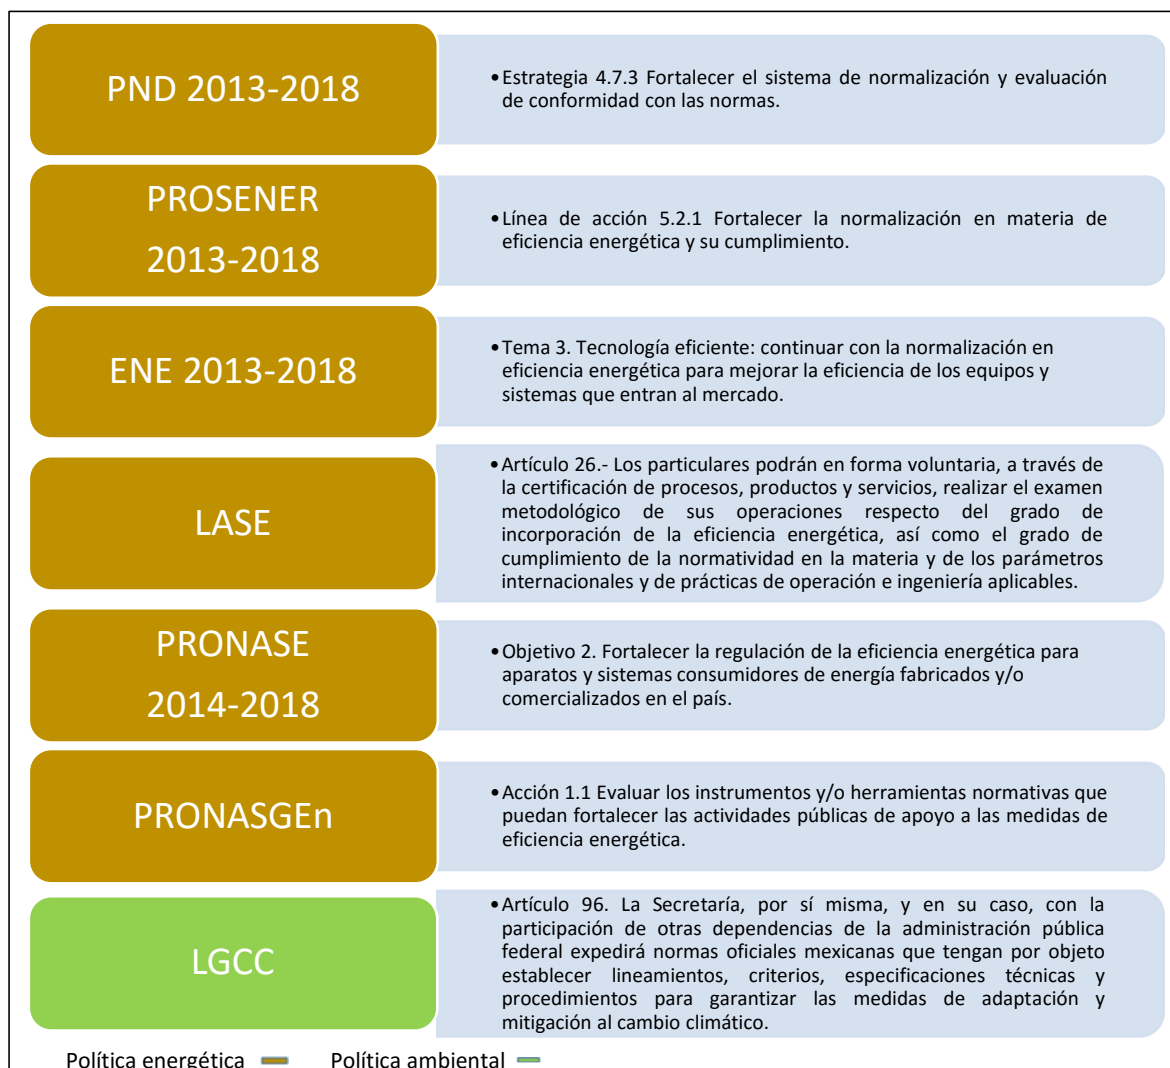 PND 2013-2018
•Estrategia 4.7.3 Fortalecer el sistema de normalización y evaluación
de conformidad con las normas.
PROSENER
2013-2018
•Línea de acción 5.2.1 Fortalecer la normalización en materia de
eficiencia energética y su cumplimiento.
ENE 2013-2018
•Tema 3. Tecnología eficiente: continuar con la normalización en
eficiencia energética para mejorar la eficiencia de los equipos y
sistemas que entran al mercado.
LASE
•Artículo 26.- Los particulares podrán en forma voluntaria, a través de
la certificación de procesos, productos y servicios, realizar el examen
metodológico de sus operaciones respecto del grado de
incorporación de la eficiencia energética, así como el grado de
cumplimiento de la normatividad en la materia y de los parámetros
internacionales y de prácticas de operación e ingeniería aplicables.
PRONASE
2014-2018
•Objetivo 2. Fortalecer la regulación de la eficiencia energética para
aparatos y sistemas consumidores de energía fabricados y/o
comercializados en el país.
PRONASGEn
•Acción 1.1 Evaluar los instrumentos y/o herramientas normativas que
puedan fortalecer las actividades públicas de apoyo a las medidas de
eficiencia energética.
LGCC
•Artículo 96. La Secretaría, por sí misma, y en su caso, con la
participación de otras dependencias de la administración pública
federal expedirá normas oficiales mexicanas que tengan por objeto
establecer lineamientos, criterios, especificaciones técnicas y
procedimientos para garantizar las medidas de adaptación y
mitigación al cambio climático.
Política energética Política ambiental